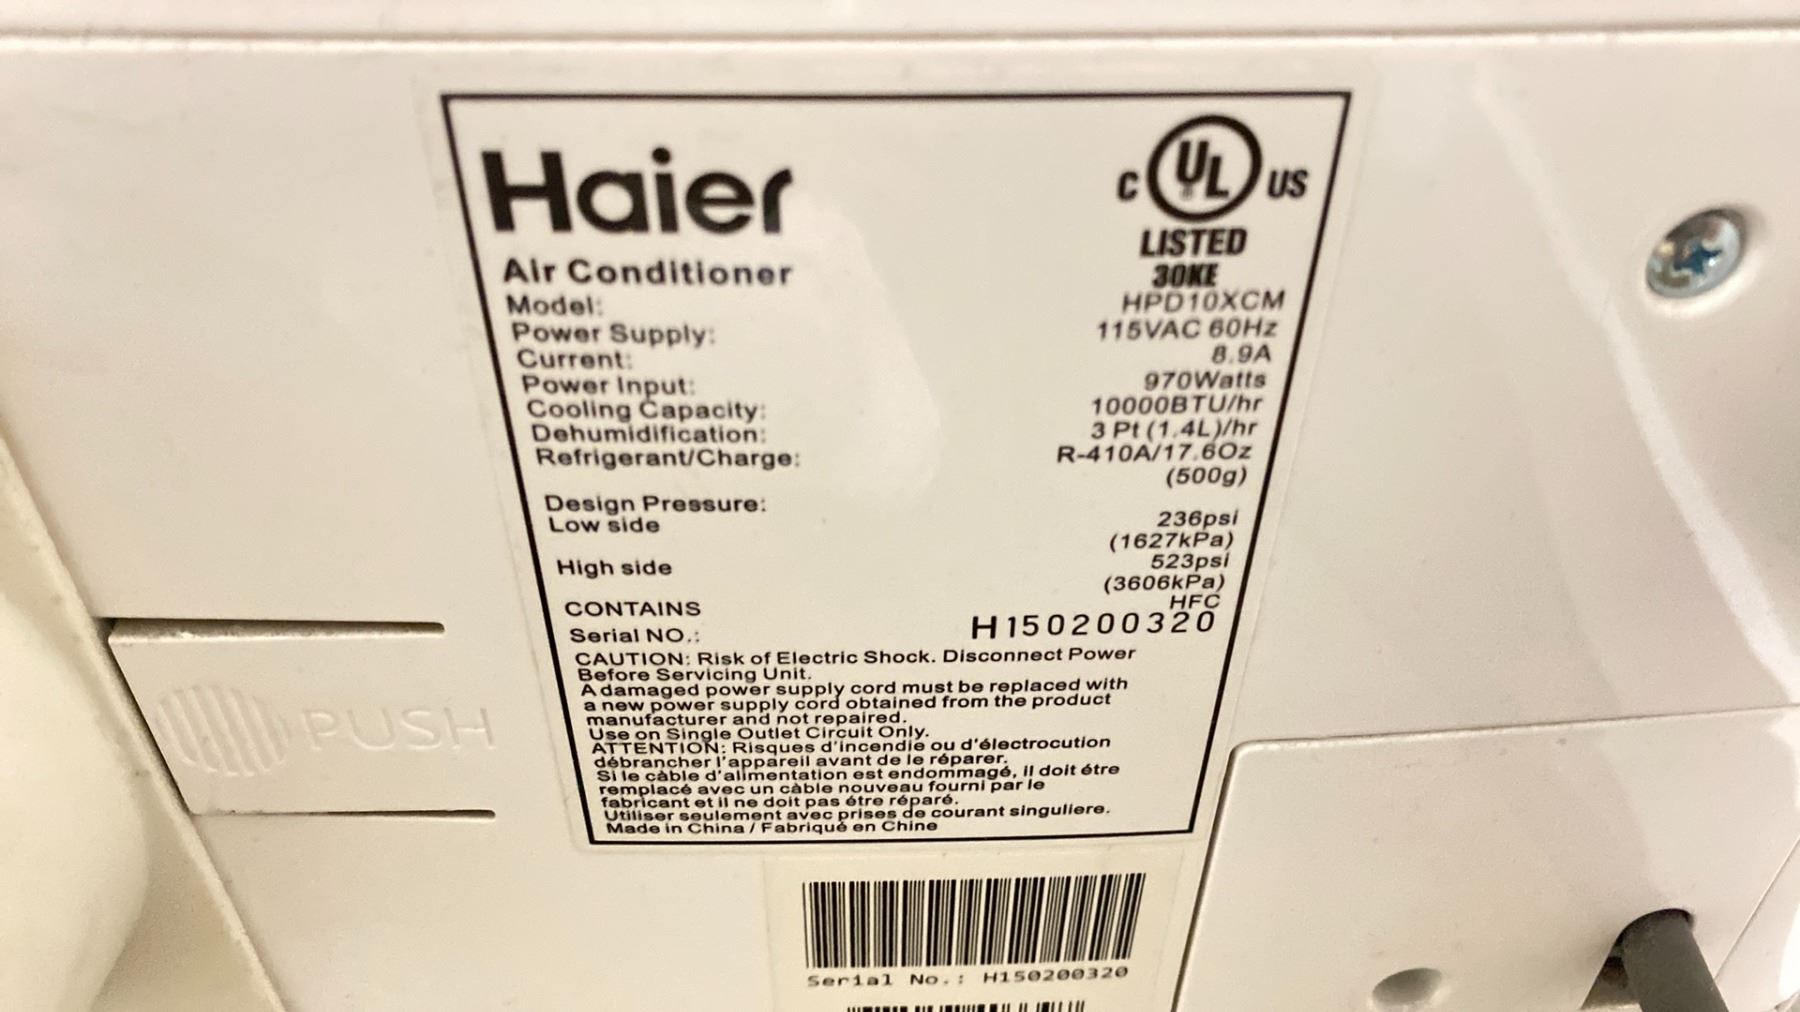 Haier
C UL US
LISTED
30KE
Air Conditioner
Model: HPD10XCM
Power Supply: 115VAC 60Hz
Current: 8.9A
Power Input: 970Watts
Cooling Capacity: 10000BTU/hr
Dehumidification: 3 Pt (1.4L)/hr
Refrigerant/Charge: R-410A/17.6Oz
(500g)
Design Pressure:
Low side 236psi
(1627kPa)
High side 523psi
(3606kPa)
CONTAINS HFC
Serial NO.: H150200320
CAUTION: Risk of Electric Shock. Disconnect Power
Before Servicing Unit.
A damaged power supply cord must be replaced with
a new power supply cord obtained from the product
manufacturer and not repaired.
Use on Single Outlet Circuit Only.
ATTENTION: Risques d'incendie ou d'électrocution
débrancher l'appareil avant de le réparer.
Si le càble d'alimentation est endommagé, il doit étre
remplacé avec un càble nouveau fourni par le
fabricant et il ne doit pas étre réparé.
Utiliser seulement avec prises de courant singuliere.
Made in China / Fabriqué en Chine
PUSH
Serial No.: H150200320